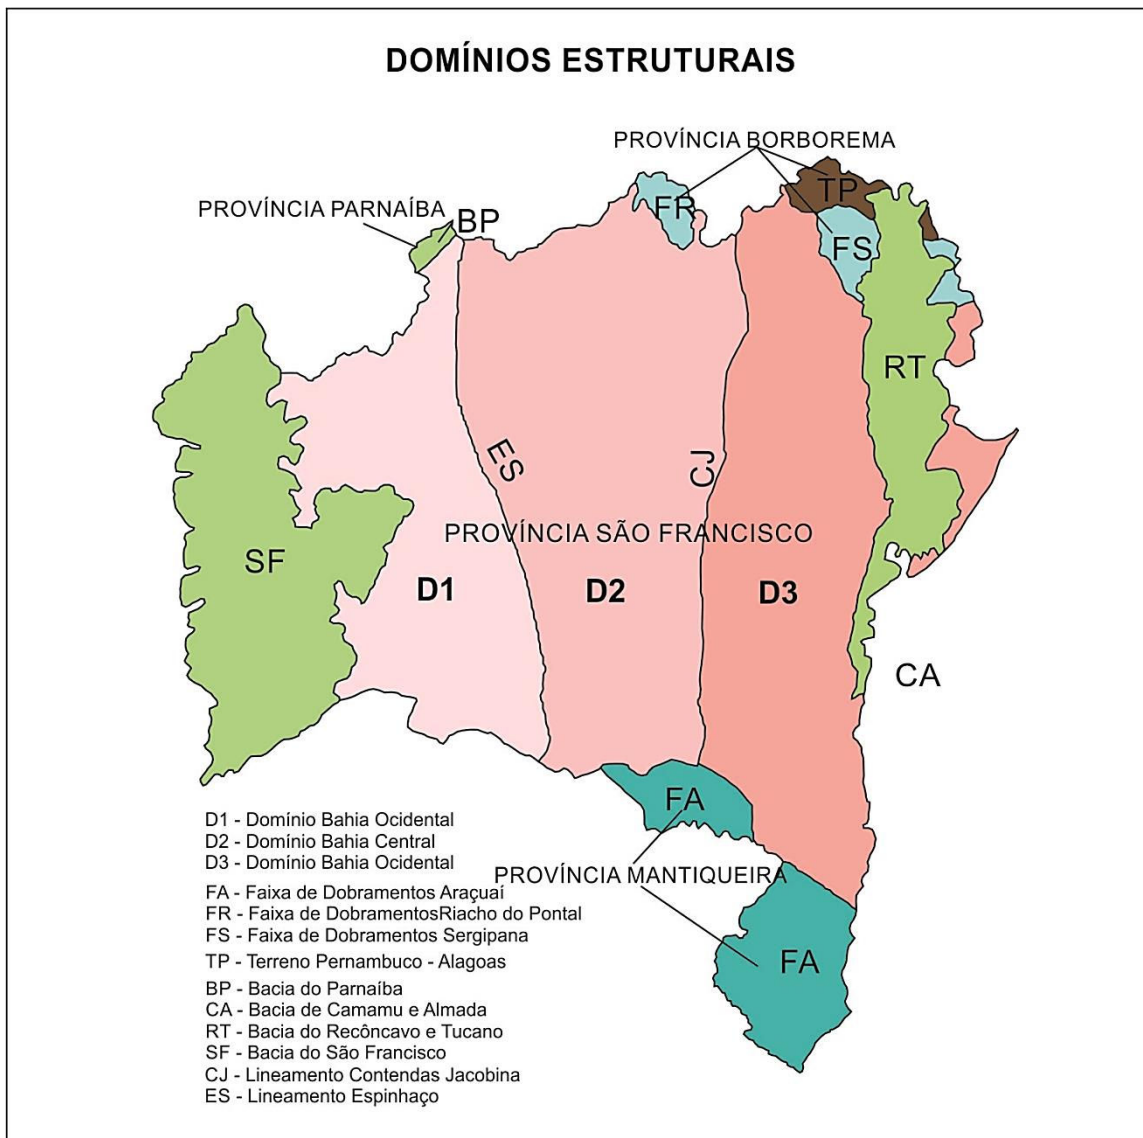 DOMÍNIOS ESTRUTURAIS
PROVÍNCIA BORBOREMA
TP
FR
PROVÍNCIA PARNAÍBA
BP
FS
RT
ES
CJ
PROVÍNCIA SÃO FRANCISCO
SF
D1
D2
D3
CA
FA
PROVÍNCIA MANTIQUEIRA
FA
D1 - Domínio Bahia Ocidental
D2 - Domínio Bahia Central
D3 - Domínio Bahia Ocidental
FA - Faixa de Dobramentos Araçuaí
FR - Faixa de DobramentosRiacho do Pontal
FS - Faixa de Dobramentos Sergipana
TP - Terreno Pernambuco - Alagoas
BP - Bacia do Parnaíba
CA - Bacia de Camamu e Almada
RT - Bacia do Recôncavo e Tucano
SF - Bacia do São Francisco
CJ - Lineamento Contendas Jacobina
ES - Lineamento Espinhaço